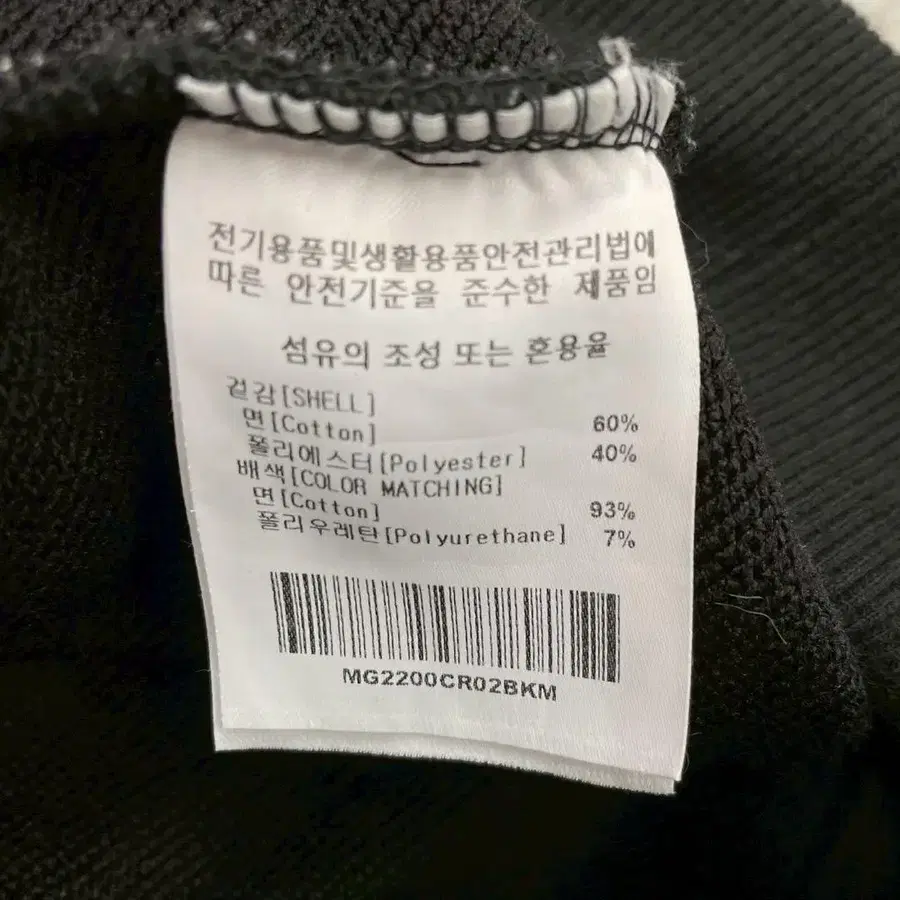 전기용품및생활용품안전관리법에
따른 안전기준을 준수한 제품임
섬유의 조성 또는 혼용율
겉감[SHELL]
면[Cotton] 60%
폴리에스터[Polyester] 40%
배색[COLOR MATCHING]
면[Cotton] 93%
폴리우레탄[Polyurethane] 7%
MG2200CR02BKM